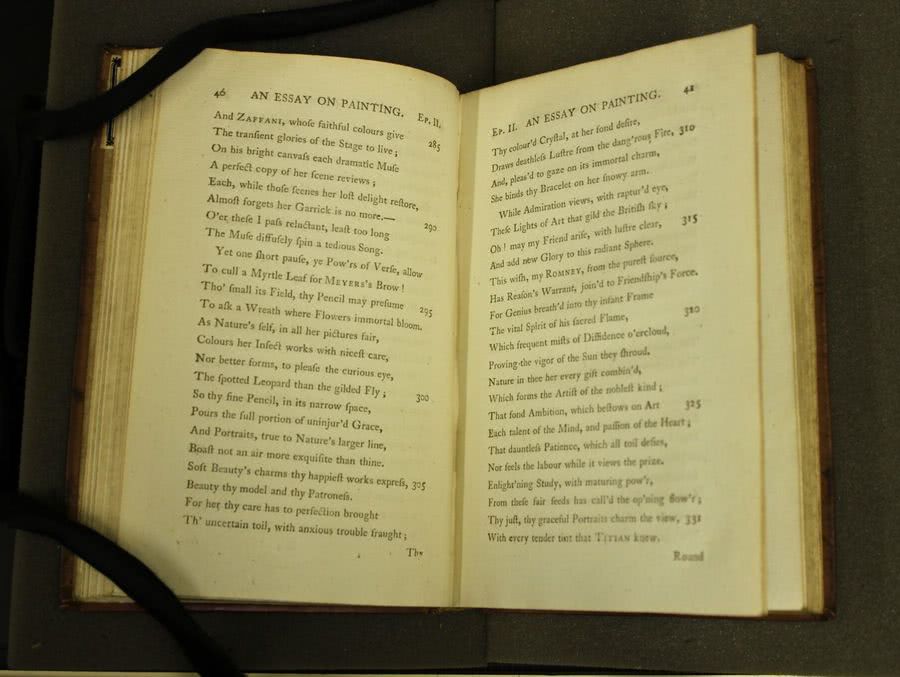 46 AN ESSAY ON PAINTING. Ep. II.
And ZAFFANI, whoſe faithful colours give
The tranſient glories of the Stage to live; 285
On his bright canvaſs each dramatic Muſe
A perfect copy of her ſcene reviews;
Each, while thoſe ſcenes her loſt delight reſtore,
Almoſt forgets her Garrick is no more.—
O'er theſe I paſs reluctant, leaſt too long 290
The Muſe diffuſely ſpin a tedious Song.
Yet one ſhort pauſe, ye Pow'rs of Verſe, allow
To cull a Myrtle Leaf for MEYERS's Brow!
Tho' ſmall its Field, thy Pencil may preſume
To aſk a Wreath where Flowers immortal bloom. 295
As Nature's ſelf, in all her pictures fair,
Colours her Inſect works with niceſt care,
Nor better forms, to pleaſe the curious eye,
The ſpotted Leopard than the gilded Fly;
So thy fine Pencil, in its narrow ſpace, 300
Pours the full portion of uninjur'd Grace,
And Portraits, true to Nature's larger line,
Boaſt not an air more exquiſite than thine.
Soft Beauty's charms thy happieſt works expreſs, 305
Beauty thy model and thy Patroneſs.
For her thy care has to perfection brought
Th' uncertain toil, with anxious trouble fraught;
Thy
Ep. II. AN ESSAY ON PAINTING. 41
Thy colour'd Cryſtal, at her fond deſire,
Draws deathleſs Luſtre from the dang'rous Fire, 310
And, pleas'd to gaze on its immortal charm,
She binds thy Bracelet on her ſnowy arm.
While Admiration views, with raptur'd eye,
Theſe Lights of Art that gild the Britiſh ſky;
Oh! may my Friend ariſe, with luſtre clear, 315
And add new Glory to this radiant Sphere.
This wiſh, my ROMNEY, from the pureſt ſource,
Has Reaſon's Warrant, join'd to Friendſhip's Force.
For Genius breath'd into thy infant Frame
The vital Spirit of his ſacred Flame, 320
Which frequent miſts of Diffidence o'ercloud,
Proving the vigor of the Sun they ſhroud.
Nature in thee her every gift combin'd,
Which forms the Artiſt of the nobleſt kind;
That fond Ambition, which beſtows on Art 325
Each talent of the Mind, and paſſion of the Heart;
That dauntleſs Patience, which all toil defies,
Nor feels the labour while it views the prize.
Enlight'ning Study, with maturing pow'r,
From theſe fair ſeeds has call'd the op'ning flow'r;
Thy juſt, thy graceful Portraits charm the view, 331
With every tender tint that TITIAN knew.
Round